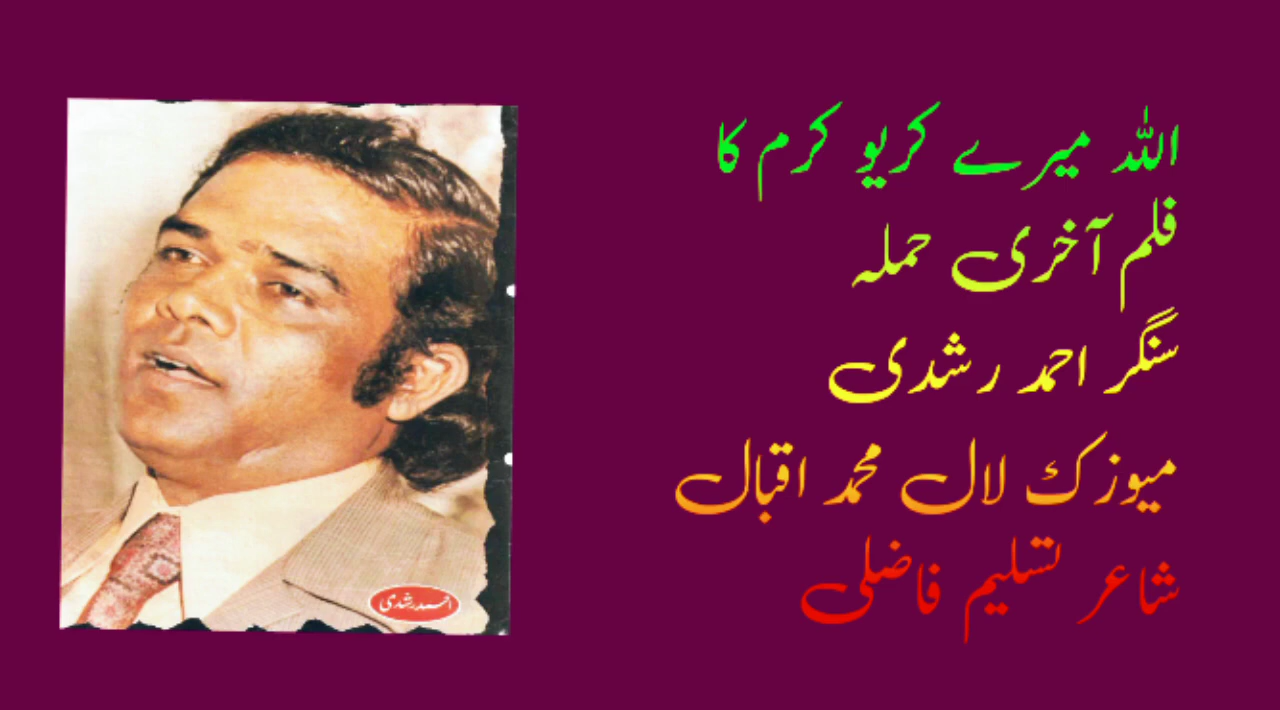 اللہ میرے کریو کرم کا
فلم آخری حملہ
سنگر احمد رشدی
میوزک لال محمد اقبال
شاعر تسلیم فاضلی
احمد رشدی